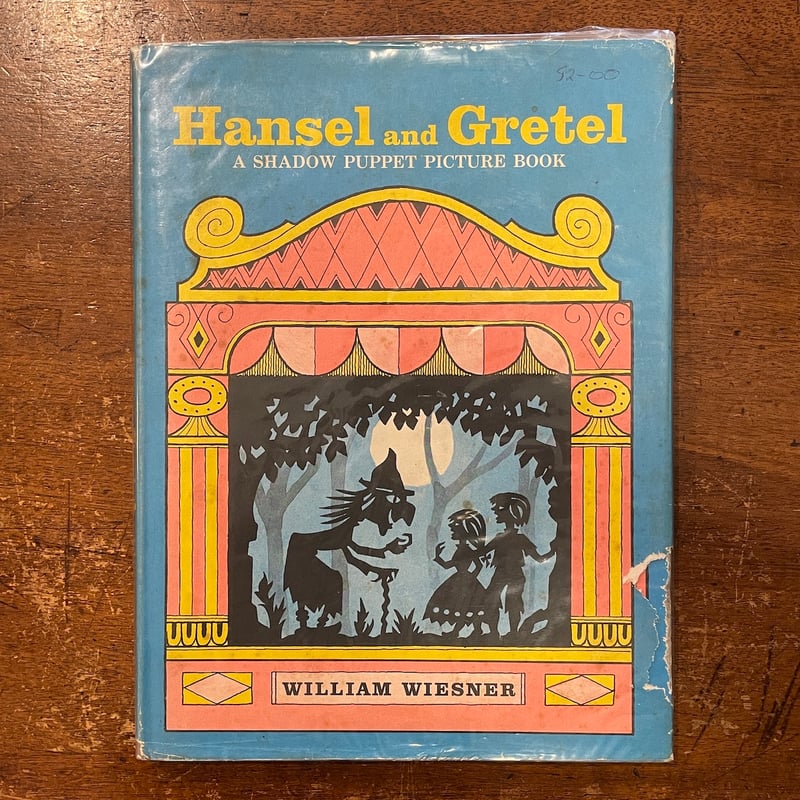 52-00
Hansel and Gretel
A SHADOW PUPPET PICTURE BOOK
WILLIAM WIESNER